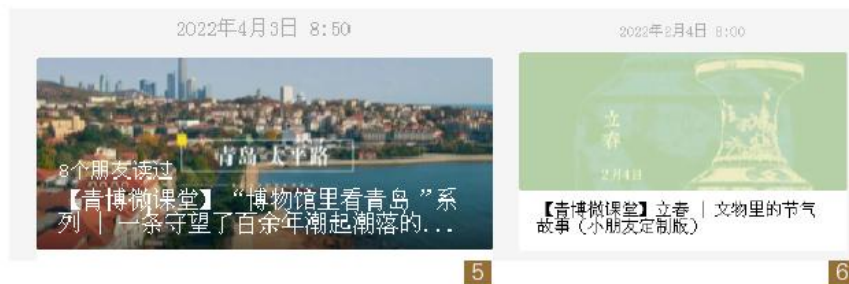 2022年4月3日 8:50
青岛 太平路
8个朋友读过
【青博微课堂】“博物馆里看青岛”系
列 | 一条守望了百余年潮起潮落的...
5
2022年2月4日 8:00
立
春
2月4日
【青博微课堂】立春 | 文物里的节气
故事（小朋友定制版）
6